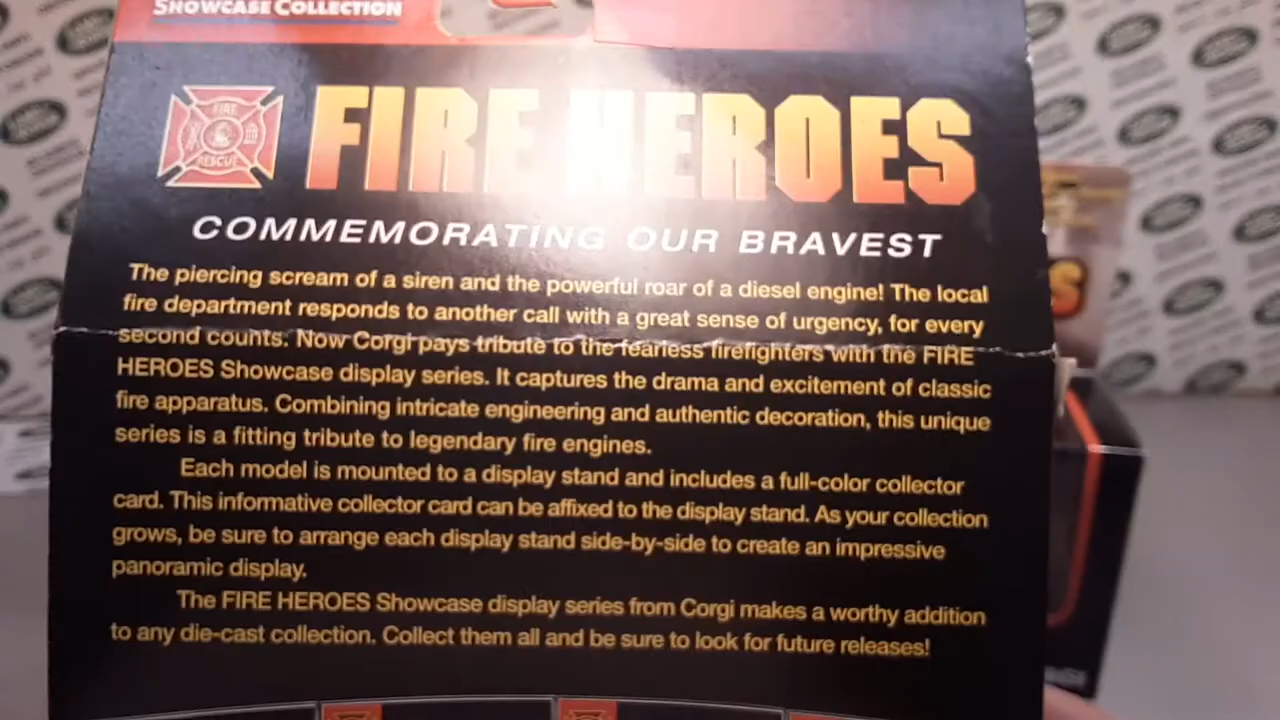 SHOWCASE COLLECTION
FIRE
RESCUE
FIRE HEROES
COMMEMORATING OUR BRAVEST
The piercing scream of a siren and the powerful roar of a diesel engine! The local
fire department responds to another call with a great sense of urgency, for every
second counts. Now Corgi pays tribute to the fearless firefighters with the FIRE
HEROES Showcase display series. It captures the drama and excitement of classic
fire apparatus. Combining intricate engineering and authentic decoration, this unique
series is a fitting tribute to legendary fire engines.
Each model is mounted to a display stand and includes a full-color collector
card. This informative collector card can be affixed to the display stand. As your collection
grows, be sure to arrange each display stand side-by-side to create an impressive
panoramic display.
The FIRE HEROES Showcase display series from Corgi makes a worthy addition
to any die-cast collection. Collect them all and be sure to look for future releases!